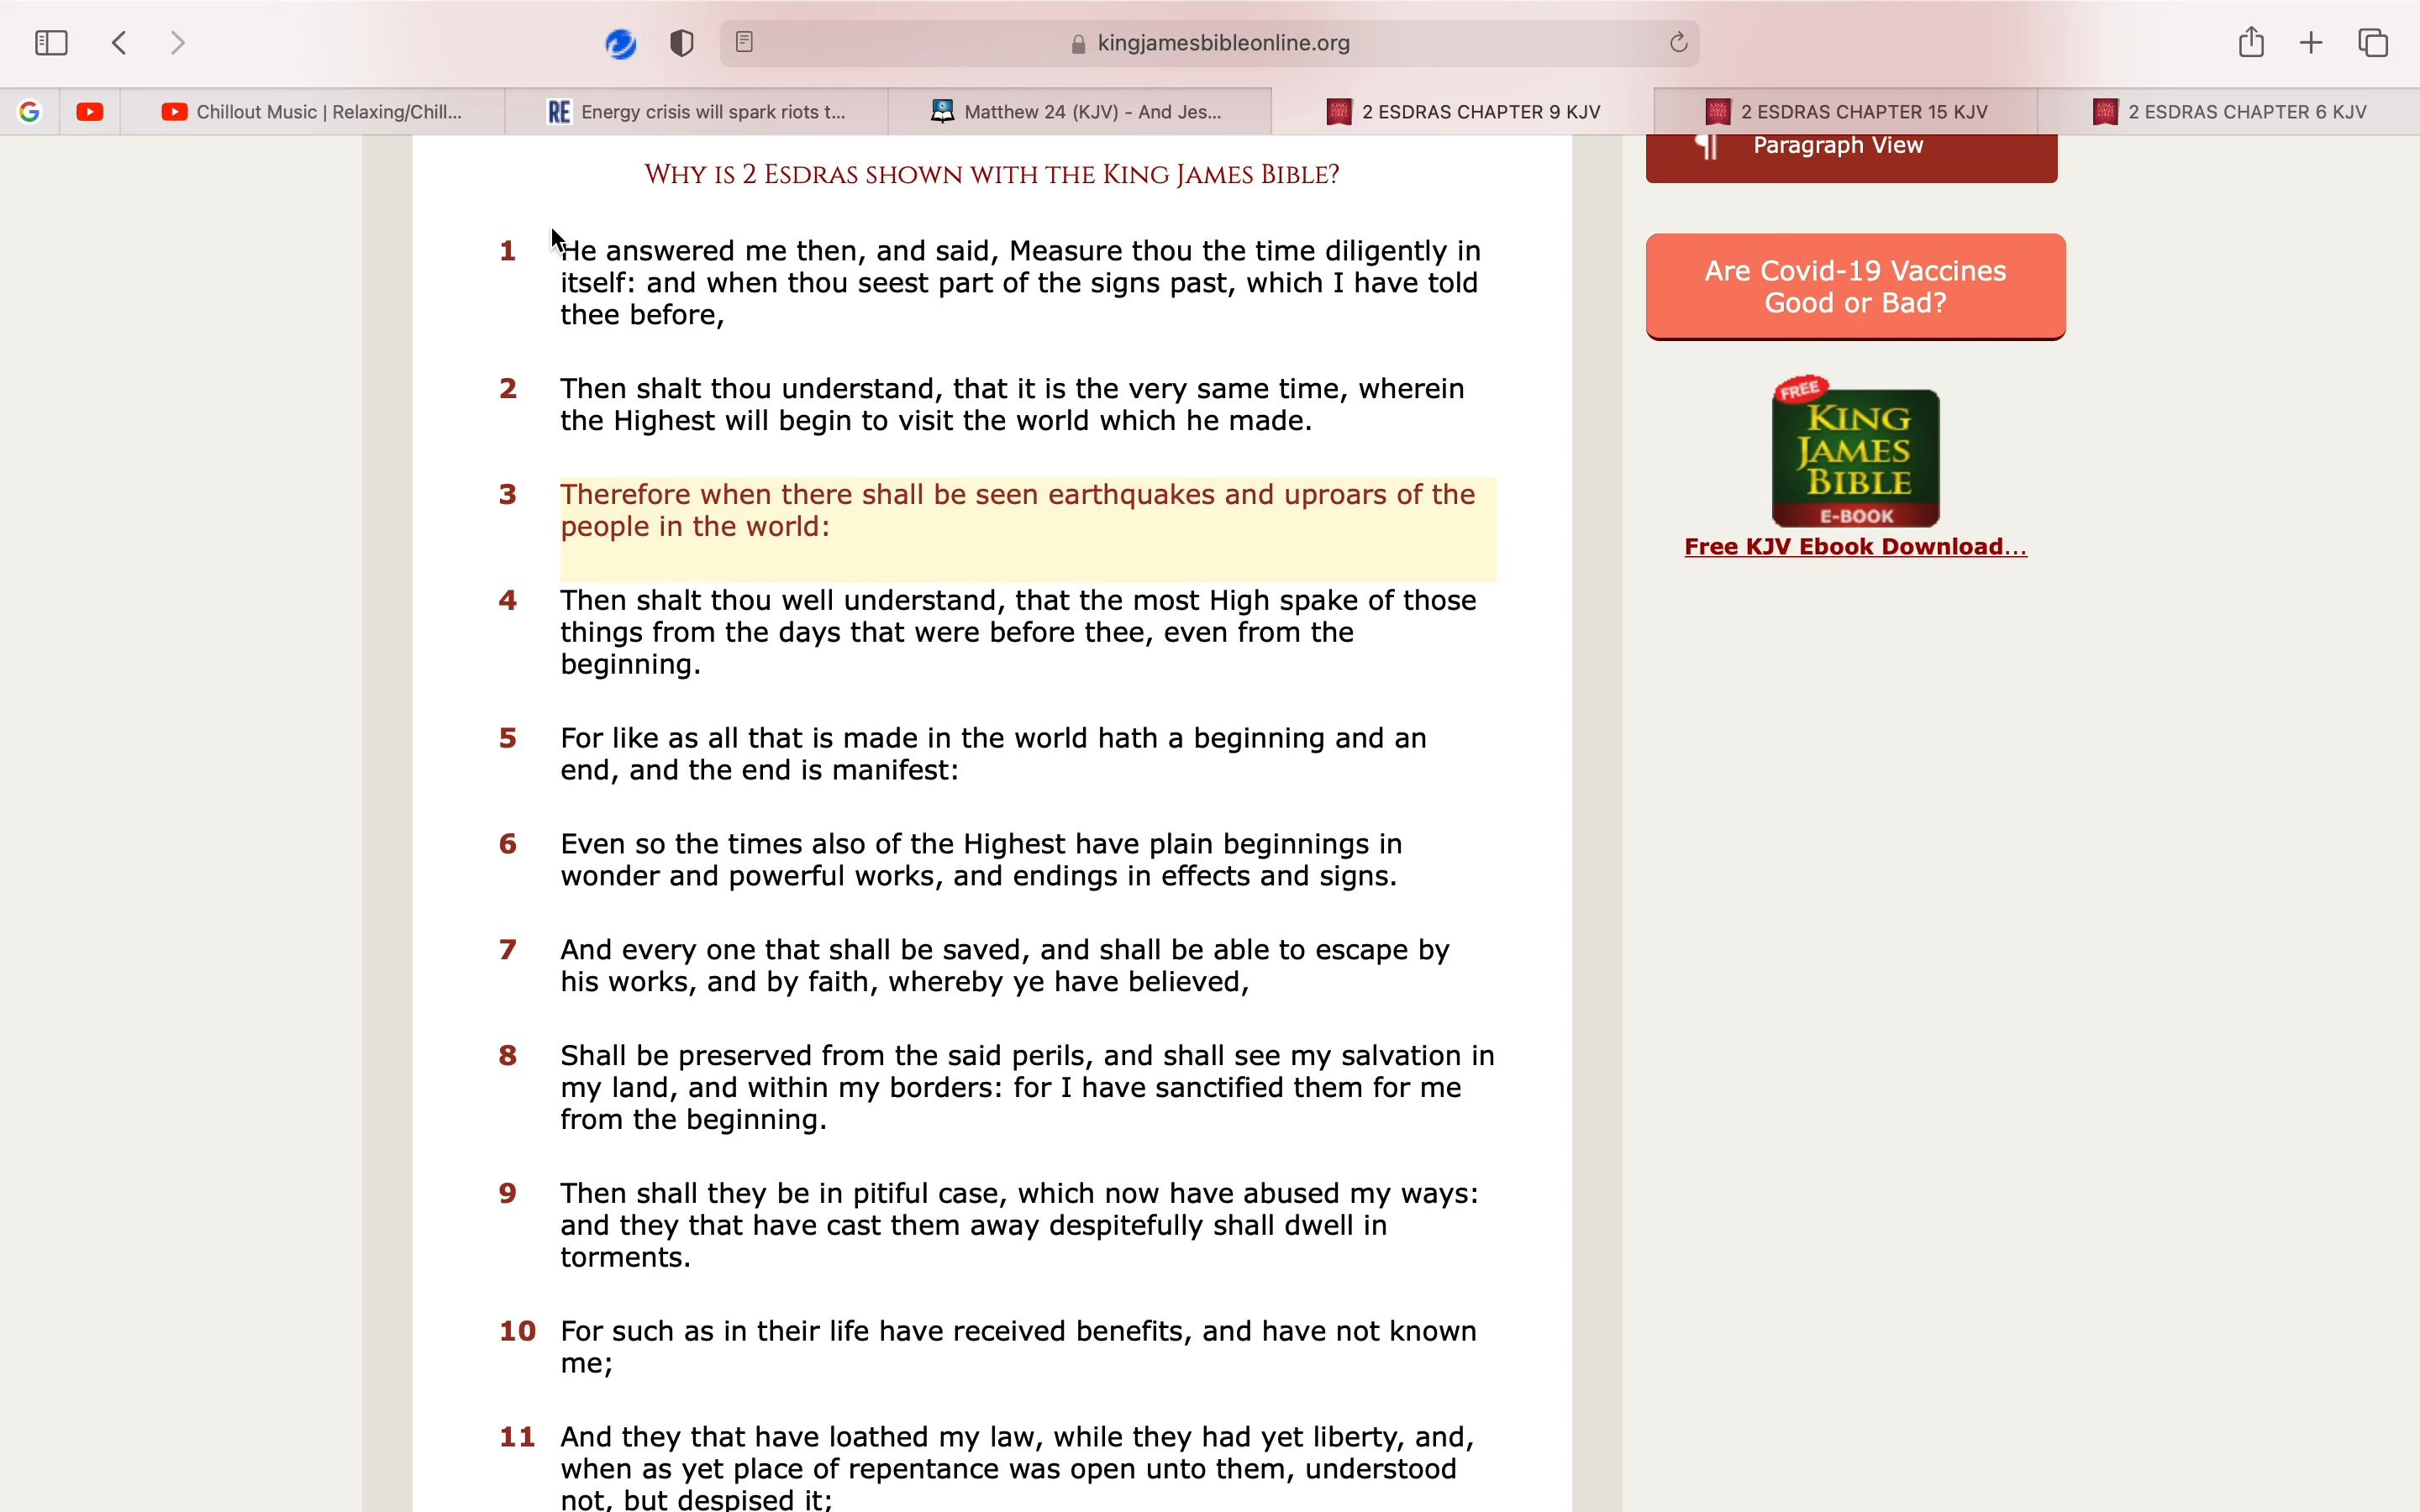 kingjamesbibleonline.org
Chillout Music | Relaxing/Chill...
RE Energy crisis will spark riots t...
Matthew 24 (KJV) - And Jes...
2 ESDRAS CHAPTER 9 KJV
2 ESDRAS CHAPTER 15 KJV
2 ESDRAS CHAPTER 6 KJV
Paragraph View
WHY IS 2 ESDRAS SHOWN WITH THE KING JAMES BIBLE?
1 He answered me then, and said, Measure thou the time diligently in
itself: and when thou seest part of the signs past, which I have told
thee before,
2 Then shalt thou understand, that it is the very same time, wherein
the Highest will begin to visit the world which he made.
3 Therefore when there shall be seen earthquakes and uproars of the
people in the world:
4 Then shalt thou well understand, that the most High spake of those
things from the days that were before thee, even from the
beginning.
5 For like as all that is made in the world hath a beginning and an
end, and the end is manifest:
6 Even so the times also of the Highest have plain beginnings in
wonder and powerful works, and endings in effects and signs.
7 And every one that shall be saved, and shall be able to escape by
his works, and by faith, whereby ye have believed,
8 Shall be preserved from the said perils, and shall see my salvation in
my land, and within my borders: for I have sanctified them for me
from the beginning.
9 Then shall they be in pitiful case, which now have abused my ways:
and they that have cast them away despitefully shall dwell in
torments.
10 For such as in their life have received benefits, and have not known
me;
11 And they that have loathed my law, while they had yet liberty, and,
when as yet place of repentance was open unto them, understood
not, but despised it;
Are Covid-19 Vaccines
Good or Bad?
FREE
KING
JAMES
BIBLE
E-BOOK
Free KJV Ebook Download...